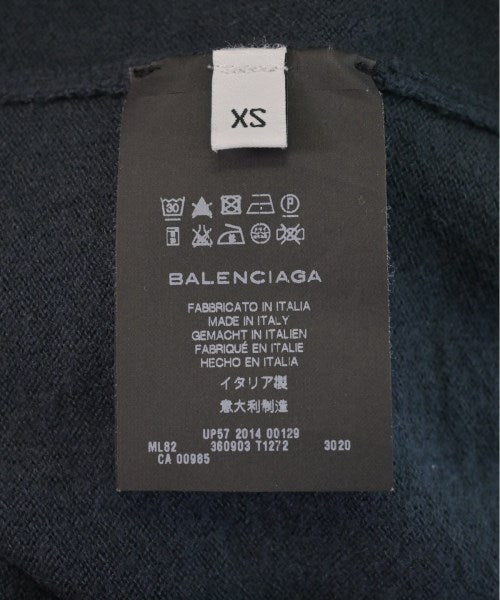 XS
30 P
BALENCIAGA
FABBRICATO IN ITALIA
MADE IN ITALY
GEMACHT IN ITALIEN
FABRIQUÉ EN ITALIE
HECHO EN ITALIA
イタリア製
意大利制造
UP57 2014 00129
ML82 360903 T1272 3020
CA 00985